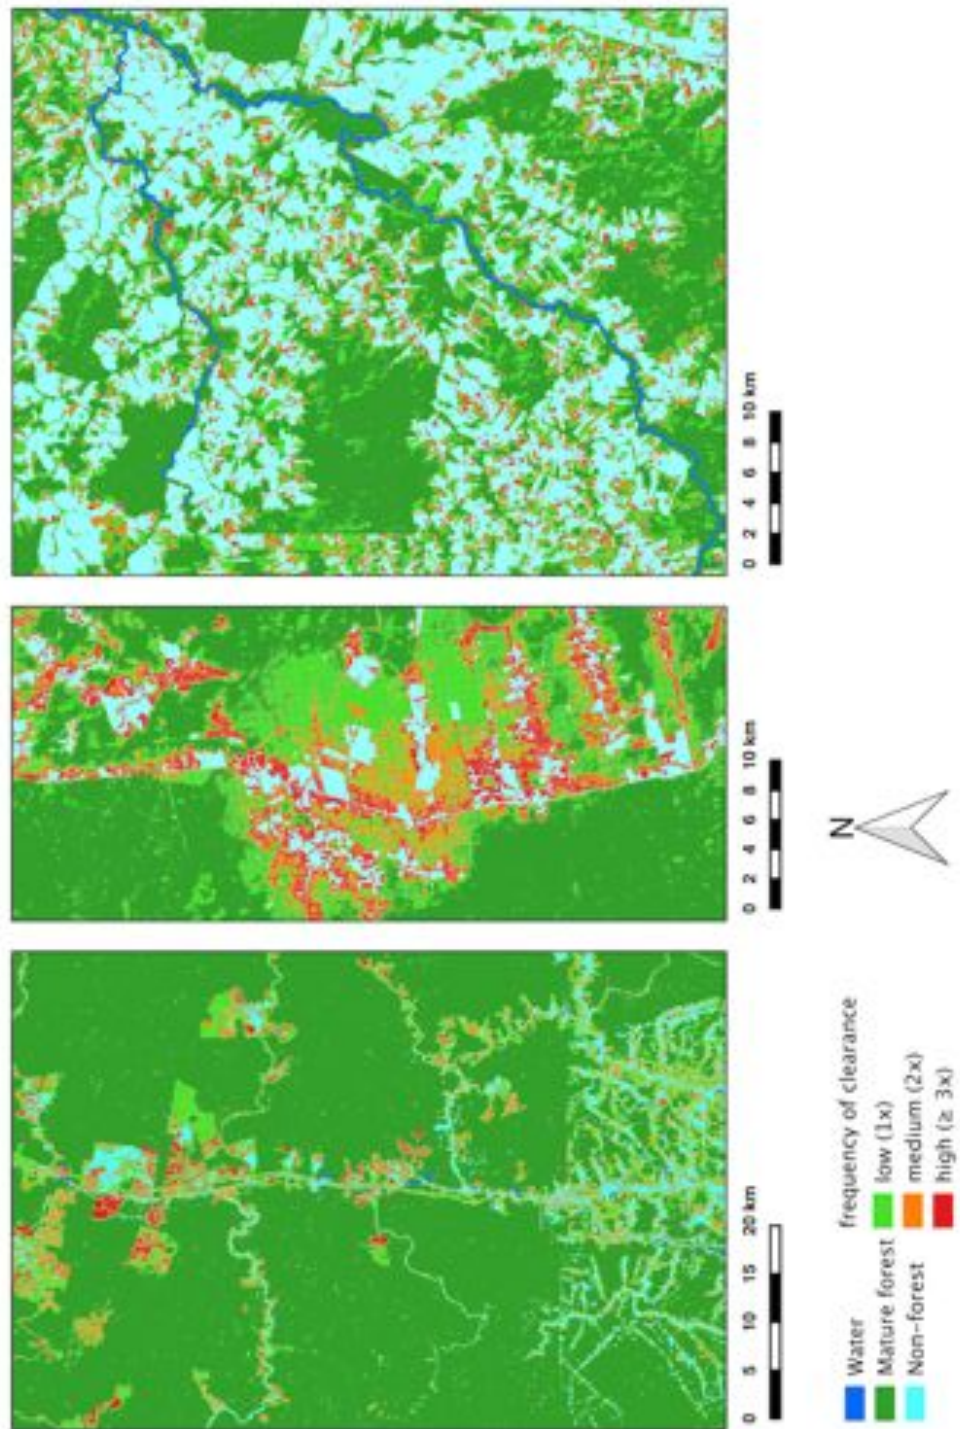 0 5 10 15 20 km
0 2 4 6 8 10 km
0 2 4 6 8 10 km
Water
Mature forest
Non-forest
frequency of clearance
low (1x)
medium (2x)
high (≥ 3x)
N